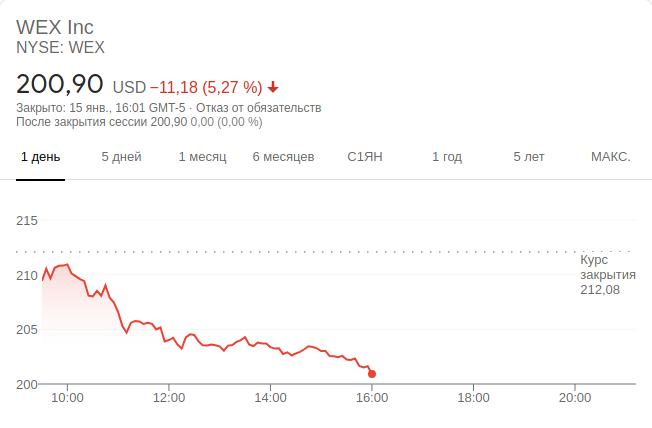 WEX Inc
NYSE: WEX
200,90 USD −11,18 (5,27 %)
Закрыто: 15 янв., 16:01 GMT-5 · Отказ от обязательств
После закрытия сессии 200,90 0,00 (0,00 %)
1 день 5 дней 1 месяц 6 месяцев С1ЯН 1 год 5 лет МАКС.
215
Курс
закрытия
212,08
210
205
200
10:00 12:00 14:00 16:00 18:00 20:00